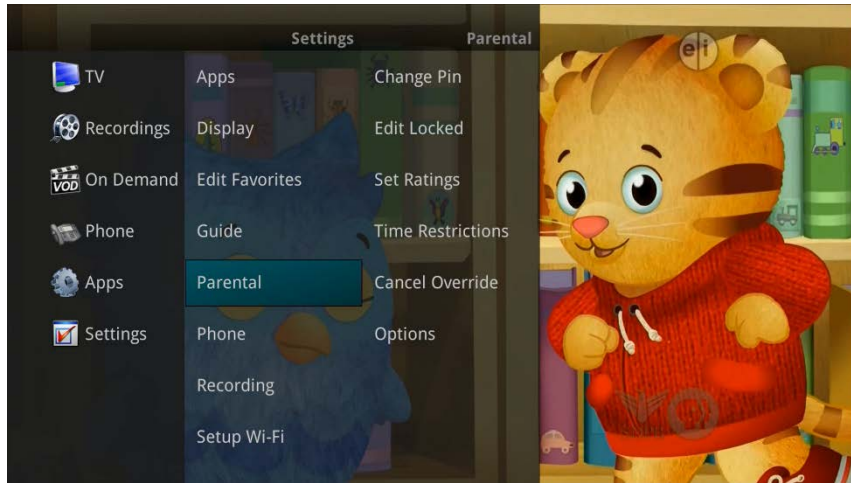 Settings
Parental
TV
Recordings
VOD
On Demand
Phone
Apps
Settings
Apps
Display
Edit Favorites
Guide
Parental
Phone
Recording
Setup Wi-Fi
Change Pin
Edit Locked
Set Ratings
Time Restrictions
Cancel Override
Options
e/i